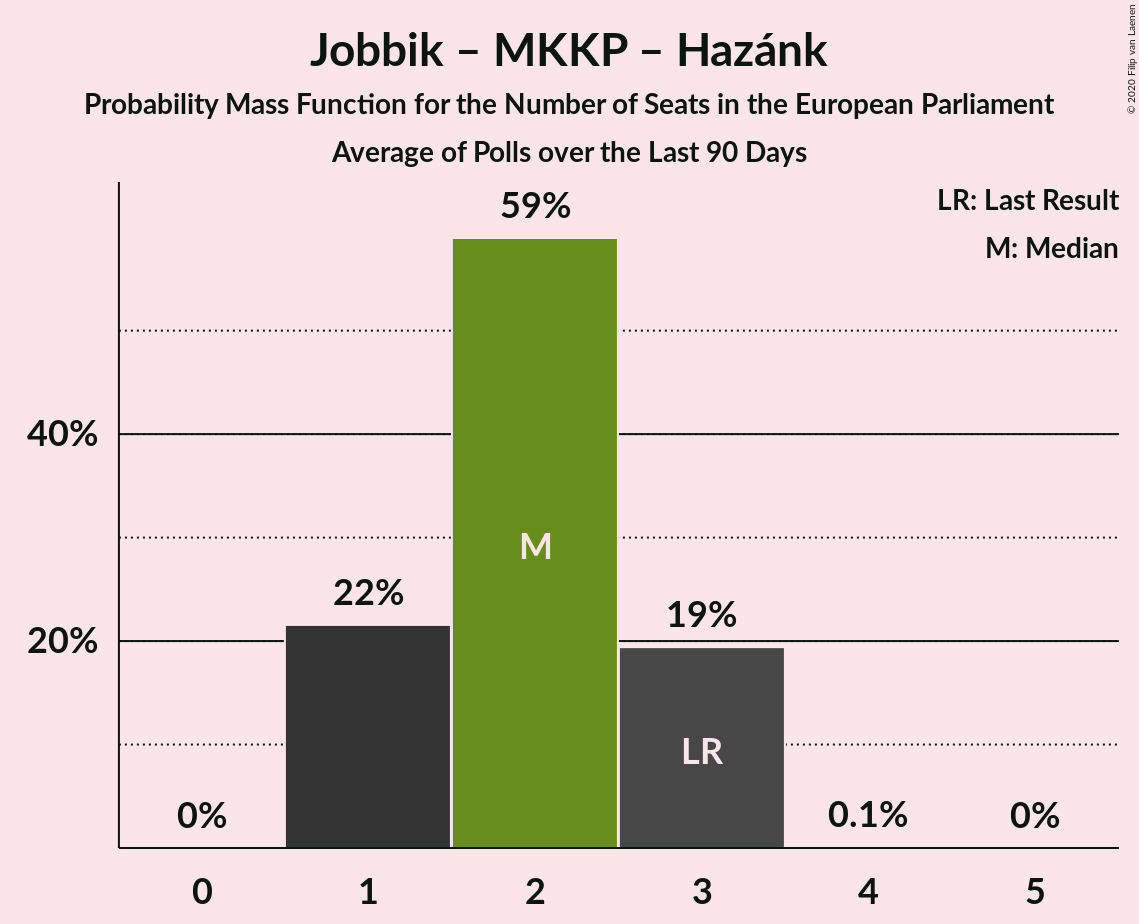 Jobbik – MKKP – Hazánk
Probability Mass Function for the Number of Seats in the European Parliament
Average of Polls over the Last 90 Days
© 2020 Filip van Laenen
LR: Last Result
M: Median
59%
40%
M
22%
19%
20%
LR
0%
0.1%
0%
0
1
2
3
4
5